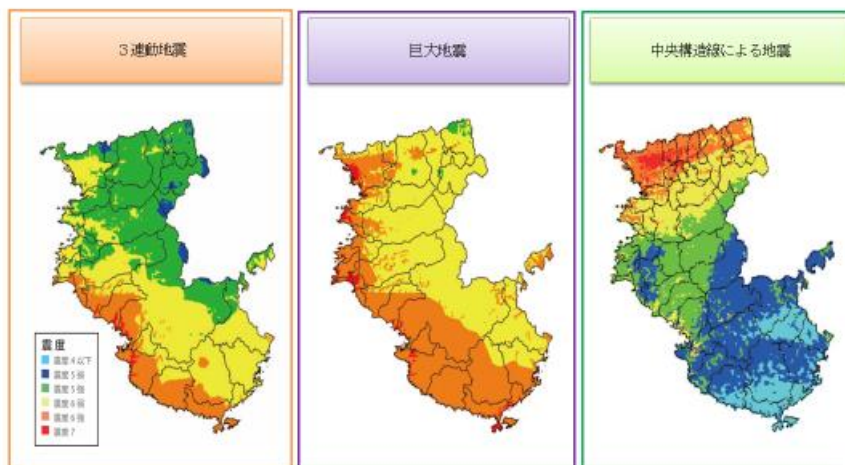 3連動地震
巨大地震
中央構造線による地震
震度
震度4以下
震度5弱
震度5強
震度6弱
震度6強
震度7